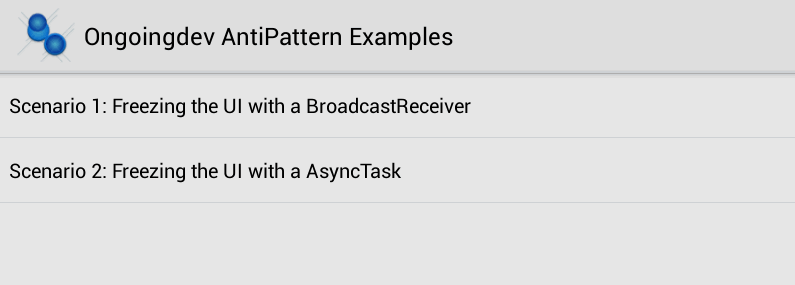 Ongoingdev AntiPattern Examples
Scenario 1: Freezing the UI with a BroadcastReceiver
Scenario 2: Freezing the UI with a AsyncTask